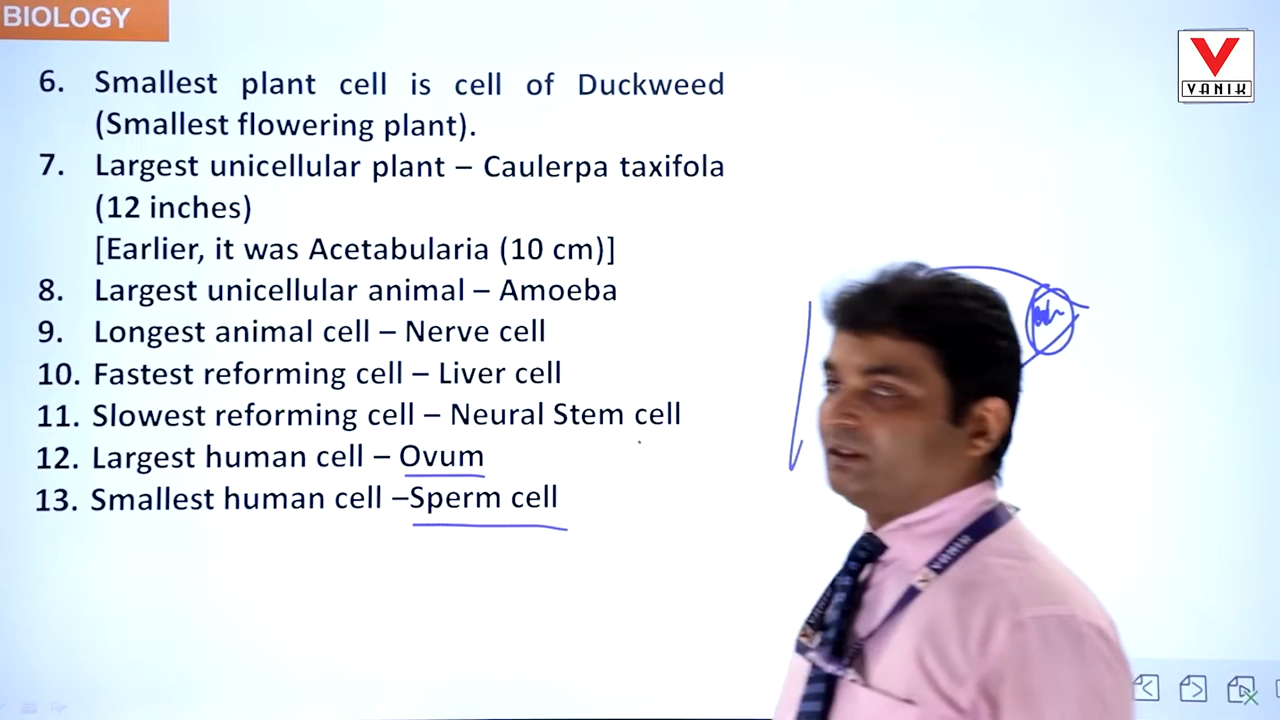 BIOLOGY
VANIK
6. Smallest plant cell is cell of Duckweed
(Smallest flowering plant).
7. Largest unicellular plant – Caulerpa taxifola
(12 inches)
[Earlier, it was Acetabularia (10 cm)]
8. Largest unicellular animal – Amoeba
9. Longest animal cell – Nerve cell
10. Fastest reforming cell – Liver cell
11. Slowest reforming cell – Neural Stem cell
12. Largest human cell – Ovum
13. Smallest human cell –Sperm cell
VANIK